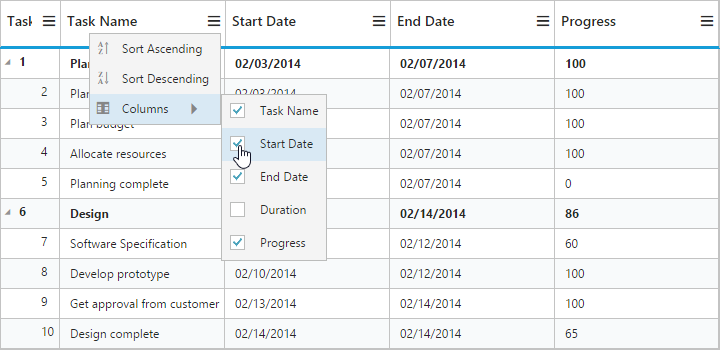 Task Task Name Start Date End Date Progress
Sort Ascending
1 02/03/2014 02/07/2014 100
Sort Descending
2 02/03/2014 02/07/2014 100
Columns
Task Name
3 Plan budget 02/07/2014 100
Start Date
4 Allocate resources 02/07/2014 100
End Date
5 Planning complete 02/07/2014 0
Duration
6 Design 02/14/2014 86
Progress
7 Software Specification 02/12/2014 60
8 Develop prototype 02/10/2014 02/12/2014 100
9 Get approval from customer 02/13/2014 02/14/2014 100
10 Design complete 02/14/2014 02/14/2014 65